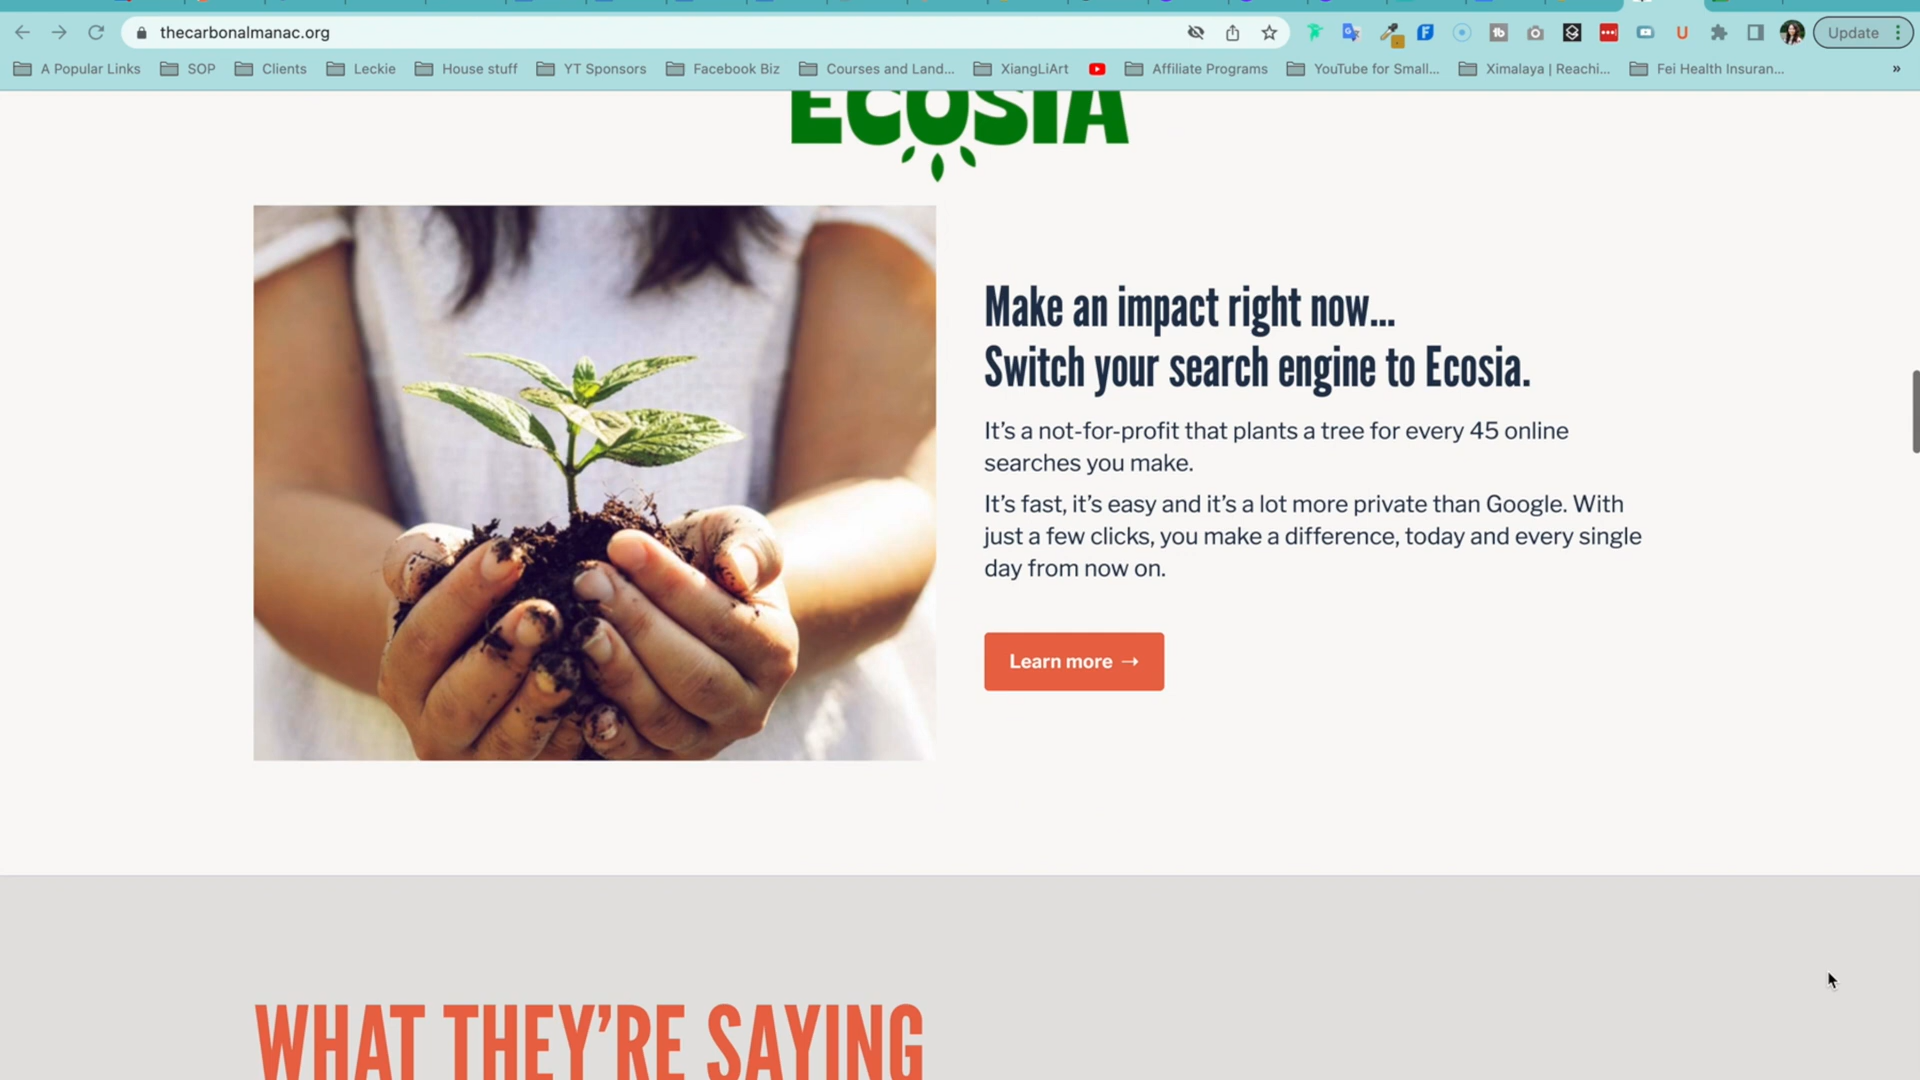 thecarbonalmanac.org
Update
A Popular Links
SOP
Clients
Leckie
House stuff
YT Sponsors
Facebook Biz
Courses and Land...
XiangLiArt
Affiliate Programs
YouTube for Small...
Ximalaya | Reachi...
Fei Health Insuran...
»
ECOSIA
Make an impact right now...
Switch your search engine to Ecosia.
It's a not-for-profit that plants a tree for every 45 online
searches you make.
It's fast, it's easy and it's a lot more private than Google. With
just a few clicks, you make a difference, today and every single
day from now on.
Learn more →
WHAT THEY'RE SAYING